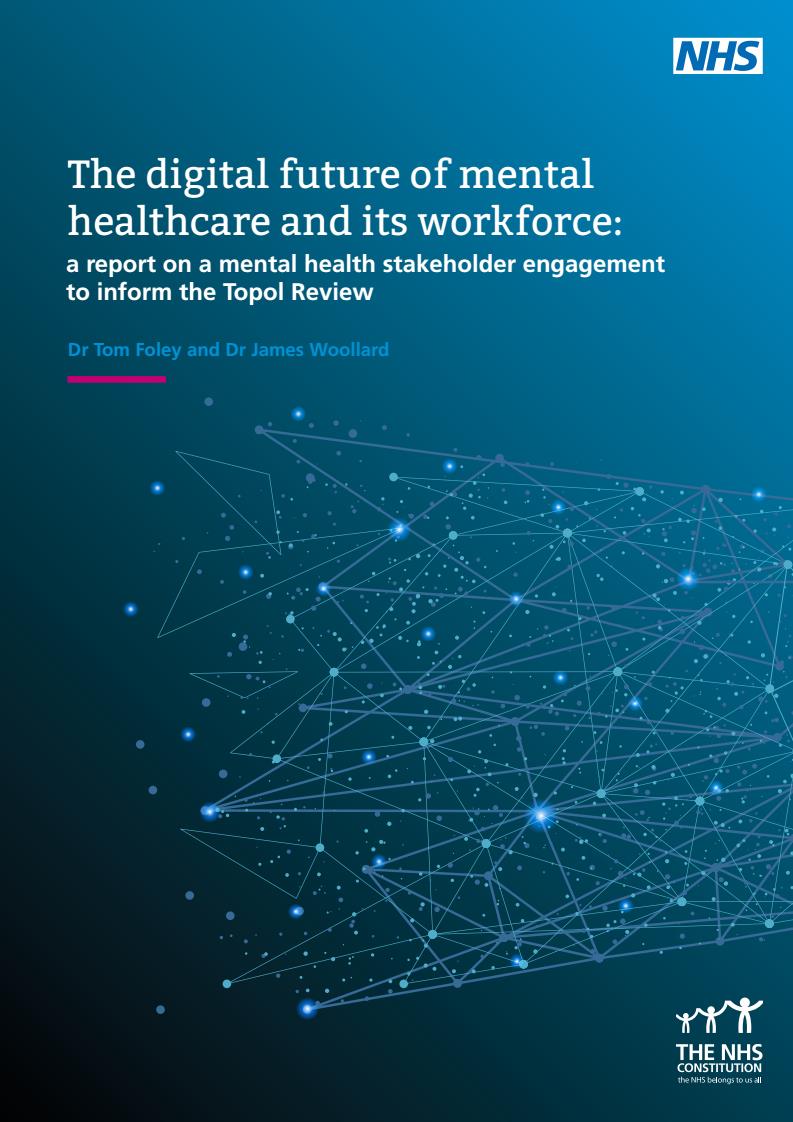 NHS
The digital future of mental
healthcare and its workforce:
a report on a mental health stakeholder engagement
to inform the Topol Review
Dr Tom Foley and Dr James Woollard
THE NHS
CONSTITUTION
the NHS belongs to us all